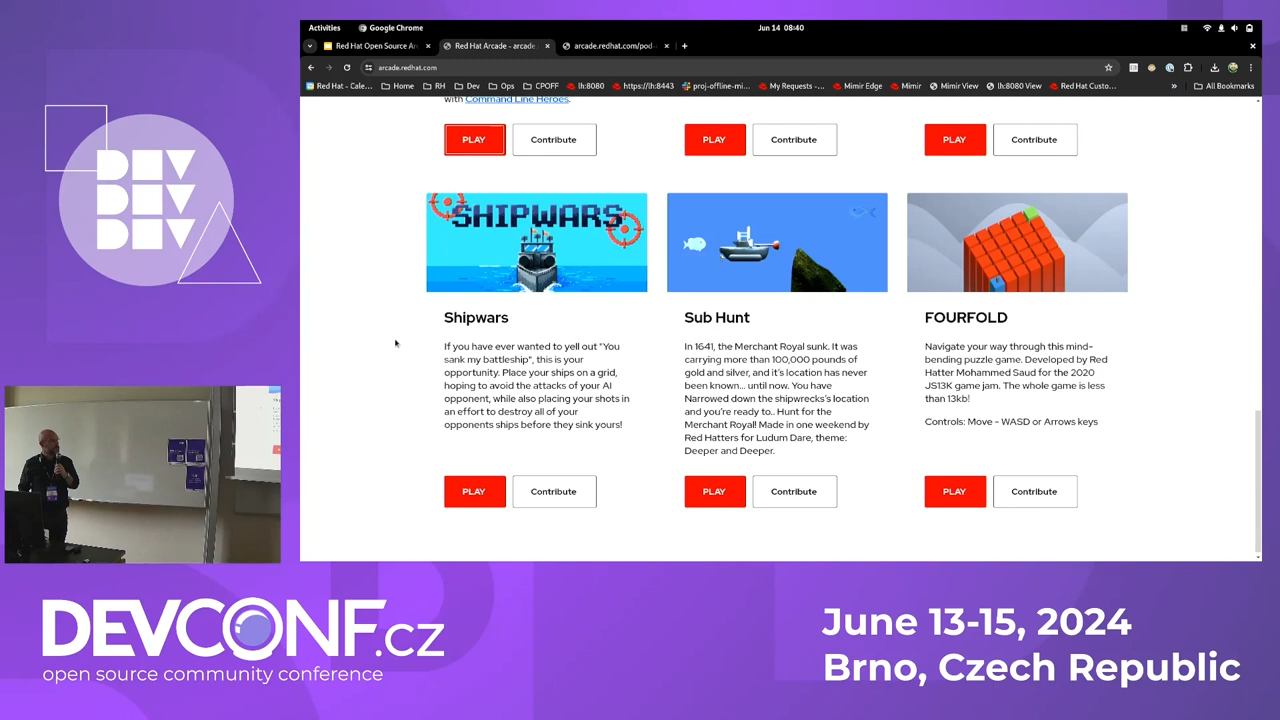 Activities
Google Chrome
Jun 14 08:40
Red Hat Open Source Ar
Red Hat Arcade - arcade
arcade.redhat.com/pod
arcade.redhat.com
Red Hat - Cale...
Home
RH
Dev
Ops
CPOFF
lh:8080
https://lh:8443
proj-offline-mi...
My Requests -...
Mimir Edge
Mimir
Mimir View
lh:8080 View
Red Hat Custo...
»
All Bookmarks
with Command Line Heroes.
PLAY
Contribute
PLAY
Contribute
PLAY
Contribute
SHIPWARS
Shipwars
If you have ever wanted to yell out "You
sank my battleship", this is your
opportunity. Place your ships on a grid,
hoping to avoid the attacks of your AI
opponent, while also placing your shots in
an effort to destroy all of your
opponents ships before they sink yours!
PLAY
Contribute
Sub Hunt
In 1641, the Merchant Royal sunk. It was
carrying more than 100,000 pounds of
gold and silver, and it's location has never
been known... until now. You have
Narrowed down the shipwrecks's location
and you're ready to.. Hunt for the
Merchant Royal! Made in one weekend by
Red Hatters for Ludum Dare, theme:
Deeper and Deeper.
PLAY
Contribute
FOURFOLD
Navigate your way through this mind-
bending puzzle game. Developed by Red
Hatter Mohammed Saud for the 2020
JS13K game jam. The whole game is less
than 13kb!
Controls: Move - WASD or Arrows keys
PLAY
Contribute
DEV
DEV
DEV
DEVCONF.cz
open source community conference
June 13-15, 2024
Brno, Czech Republic